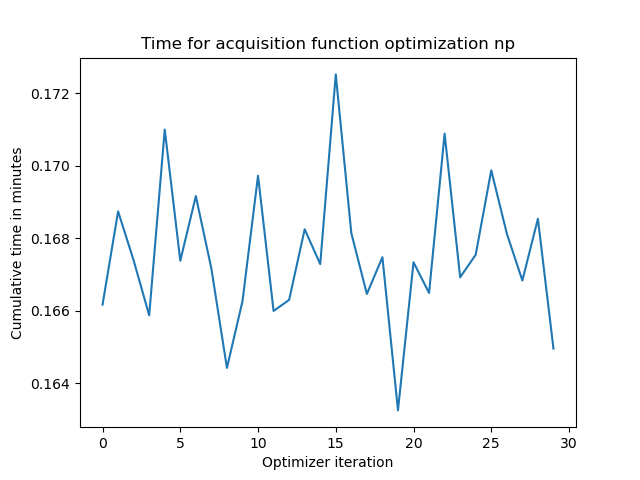 Time for acquisition function optimization np
Cumulative time in minutes
0.172
0.170
0.168
0.166
0.164
0 5 10 15 20 25 30
Optimizer iteration